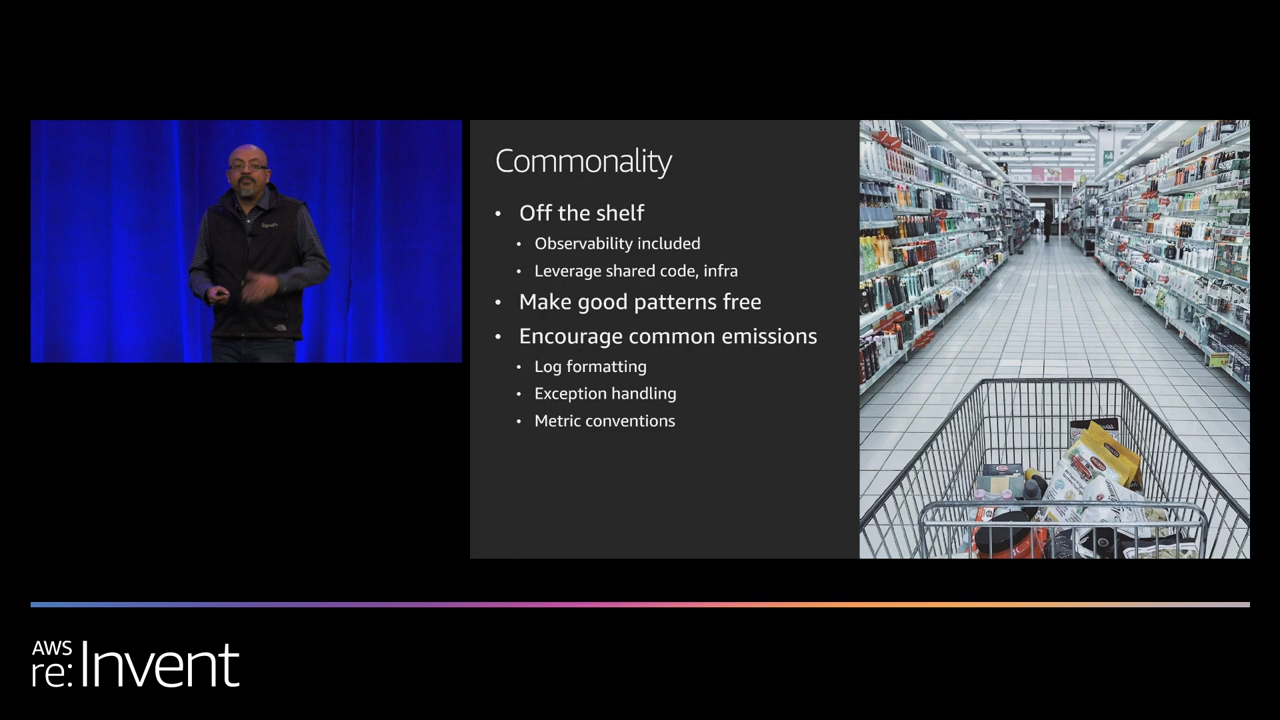 Commonality
• Off the shelf
• Observability included
• Leverage shared code, infra
• Make good patterns free
• Encourage common emissions
• Log formatting
• Exception handling
• Metric conventions
AWS
re:Invent